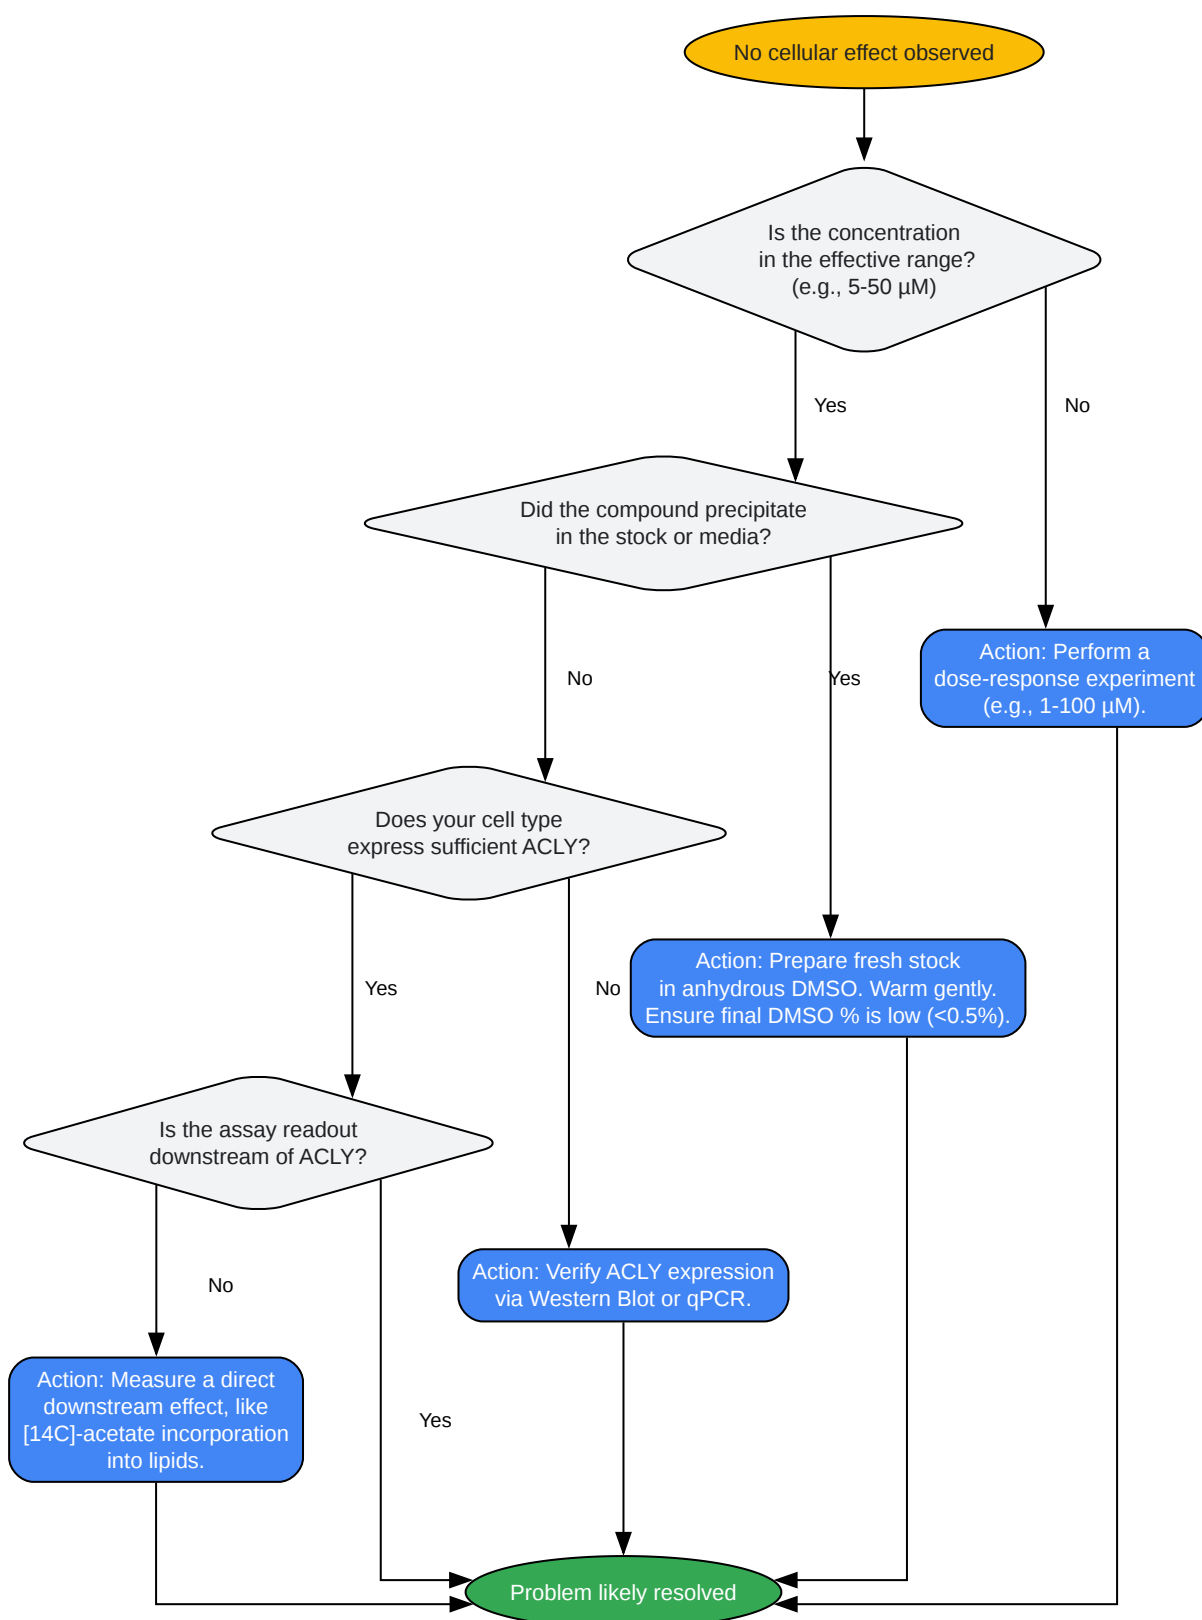 No cellular effect observed
Is the concentration
in the effective range?
(e.g., 5-50 µM)
Yes
No
Did the compound precipitate
in the stock or media?
No
Yes
Action: Perform a
dose-response experiment
(e.g., 1-100 µM).
Does your cell type
express sufficient ACLY?
Yes
No
Action: Prepare fresh stock
in anhydrous DMSO. Warm gently.
Ensure final DMSO % is low (<0.5%).
Is the assay readout
downstream of ACLY?
No
Yes
Action: Verify ACLY expression
via Western Blot or qPCR.
Action: Measure a direct
downstream effect, like
[14C]-acetate incorporation
into lipids.
Problem likely resolved